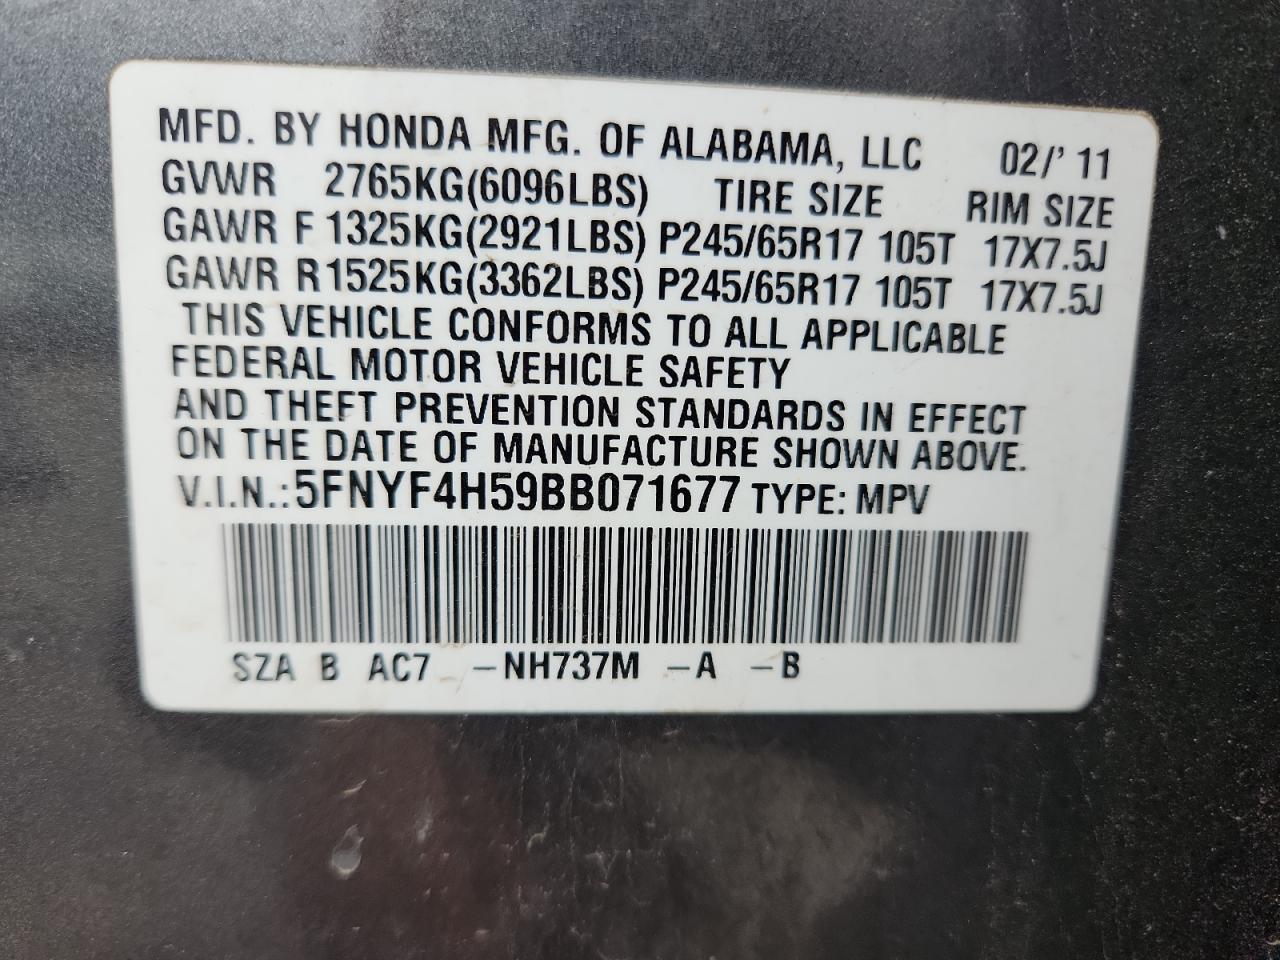 MFD. BY HONDA MFG. OF ALABAMA, LLC 02/' 11
GVWR 2765KG(6096LBS) TIRE SIZE RIM SIZE
GAWR F 1325KG(2921LBS) P245/65R17 105T 17X7.5J
GAWR R 1525KG(3362LBS) P245/65R17 105T 17X7.5J
THIS VEHICLE CONFORMS TO ALL APPLICABLE
FEDERAL MOTOR VEHICLE SAFETY
AND THEFT PREVENTION STANDARDS IN EFFECT
ON THE DATE OF MANUFACTURE SHOWN ABOVE.
V.I.N.: 5FNYF4H59BB071677 TYPE: MPV
SZA B AC7 -NH737M -A -B